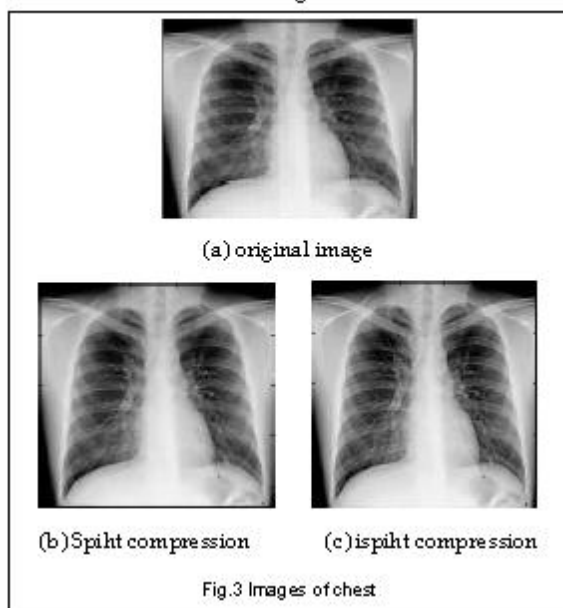 (a) original image
(b) Spiht compression
(c) ispiht compression
Fig.3 Images of chest